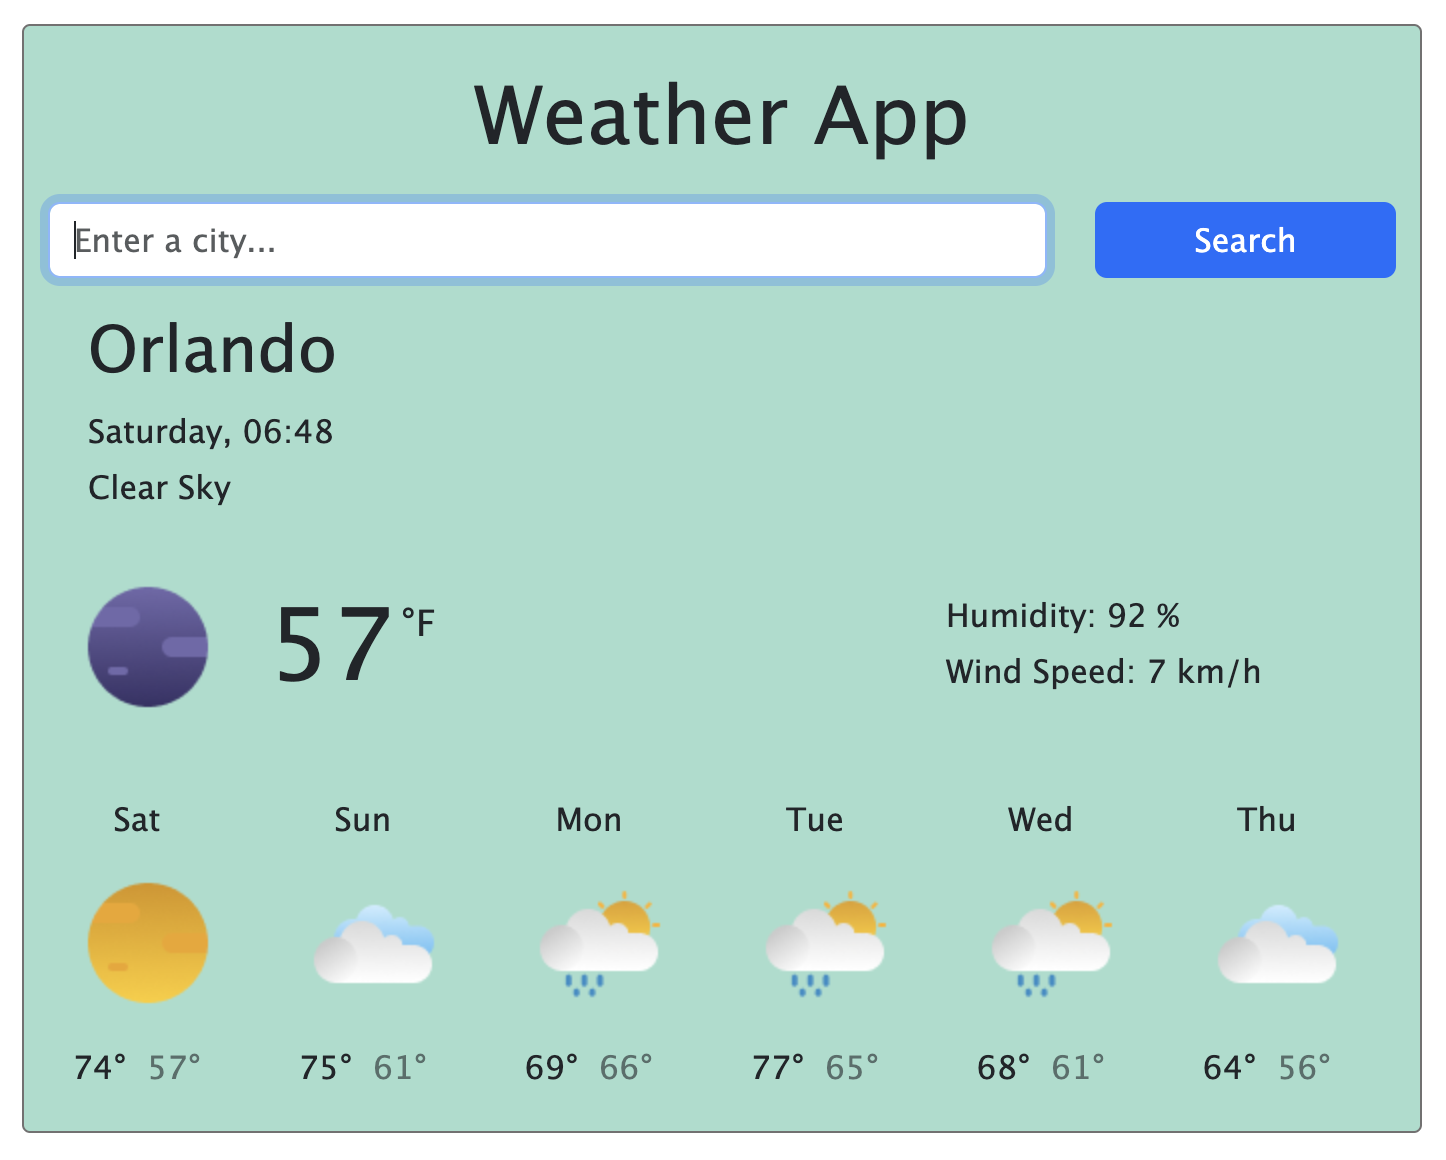 Weather App
Enter a city...
Search
Orlando
Saturday, 06:48
Clear Sky
57 °F
Humidity: 92 %
Wind Speed: 7 km/h
Sat Sun Mon Tue Wed Thu
74° 57° 75° 61° 69° 66° 77° 65° 68° 61° 64° 56°